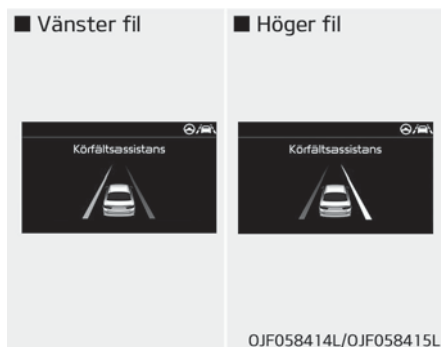 ■ Vänster fil
■ Höger fil
Körfältsassistans
Körfältsassistans
OJF058414L/OJF058415L